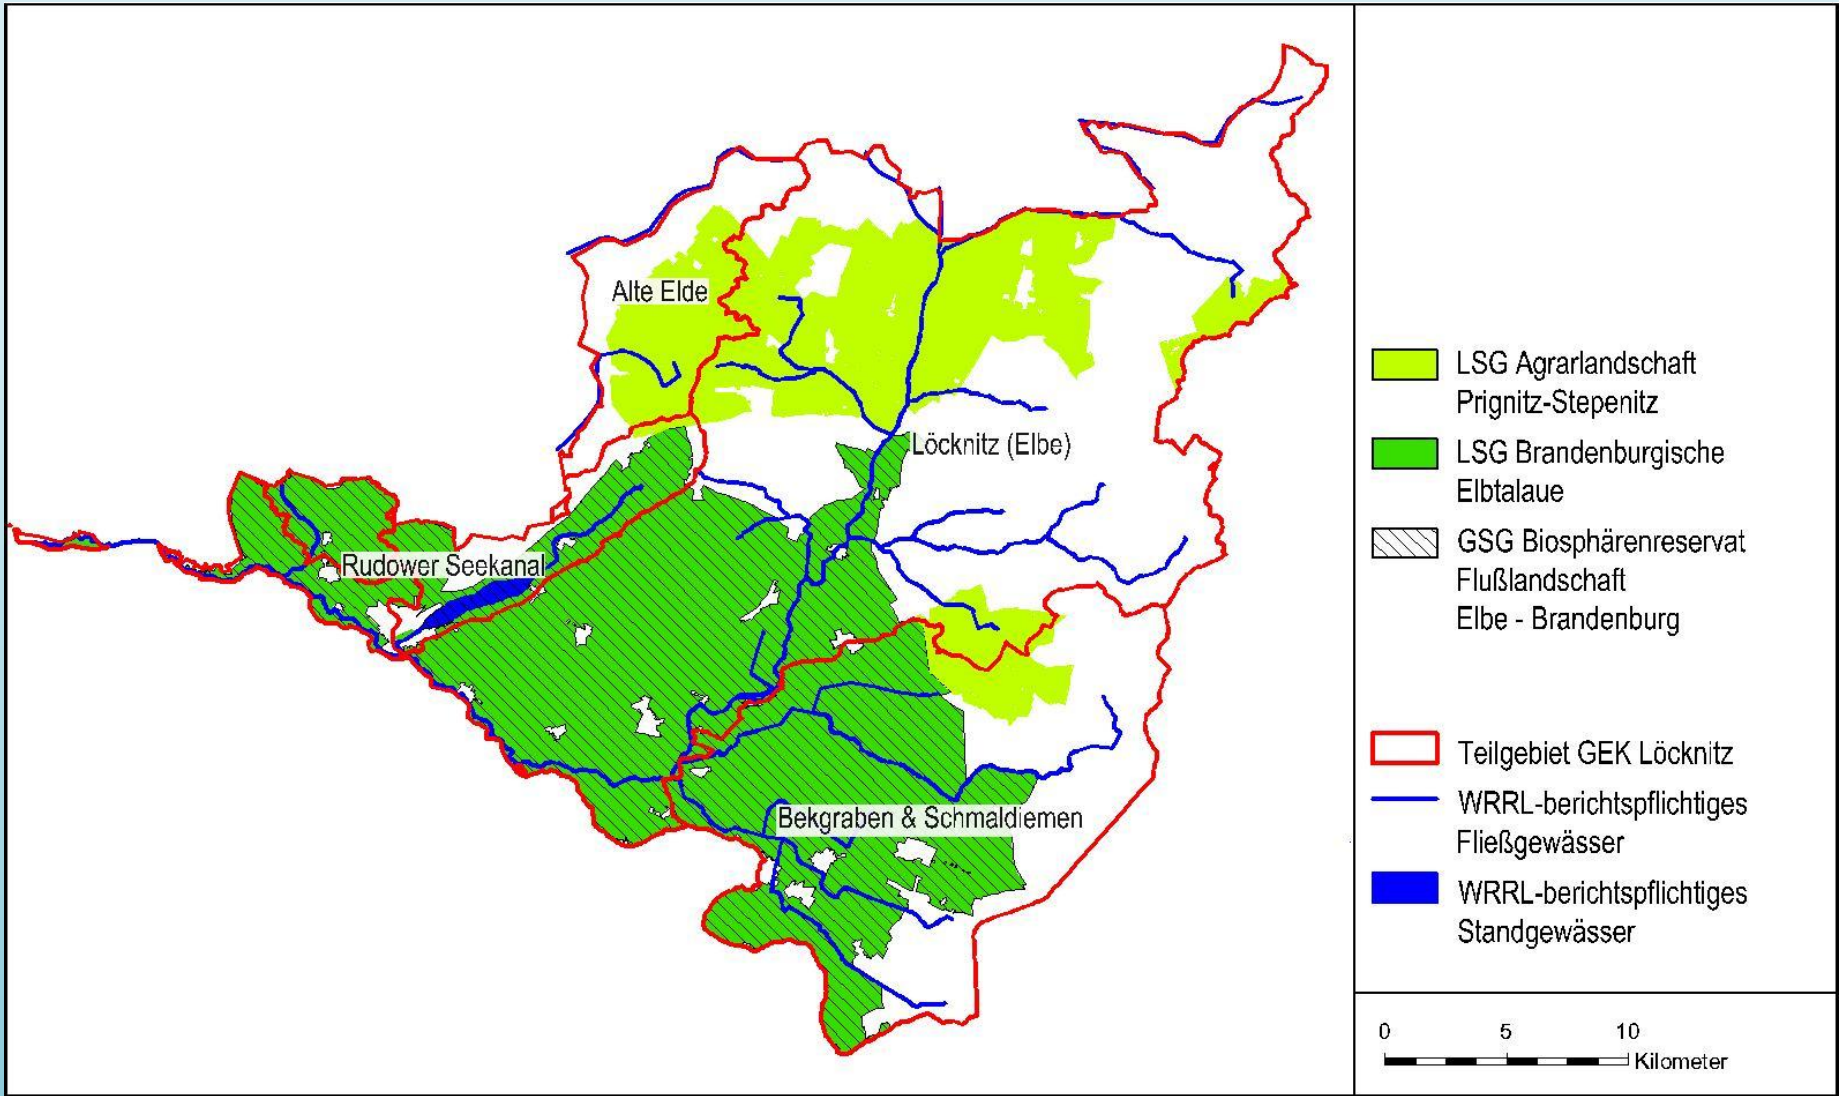 Alte Elde
Löcknitz (Elbe)
Rudower Seekanal
Bekgraben & Schmaldiemen
LSG Agrarlandschaft
Prignitz-Stepenitz
LSG Brandenburgische
Elbtalaue
GSG Biosphärenreservat
Flußlandschaft
Elbe - Brandenburg
Teilgebiet GEK Löcknitz
WRRL-berichtspflichtiges
Fließgewässer
WRRL-berichtspflichtiges
Standgewässer
0 5 10
Kilometer